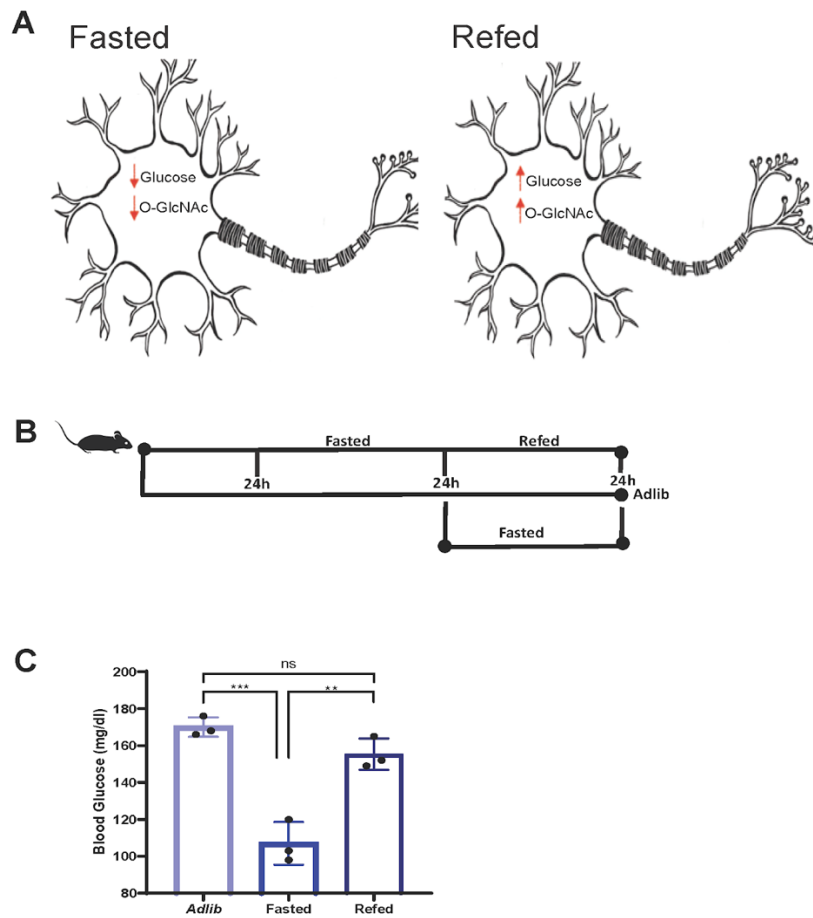 A
Fasted
Refed
Glucose
O-GlcNAc
Glucose
O-GlcNAc
B
Fasted
Refed
24h
24h
24h
Adlib
Fasted
C
ns
***
**
200
180
160
140
120
100
80
Blood Glucose (mg/dl)
Adlib
Fasted
Refed